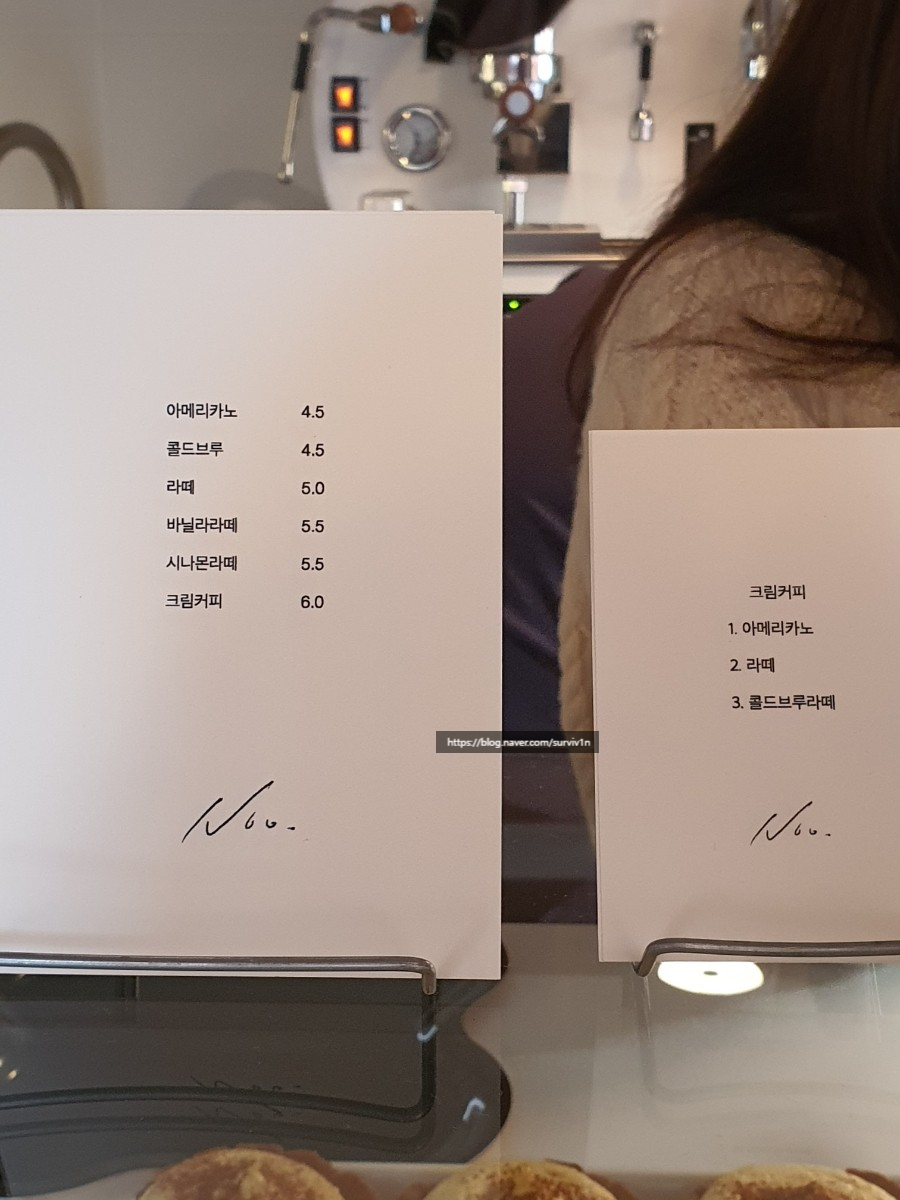 아메리카노 4.5
콜드브루 4.5
라떼 5.0
바닐라라떼 5.5
시나몬라떼 5.5
크림커피 6.0
Noo.
크림커피
1. 아메리카노
2. 라떼
3. 콜드브루라떼
Noo.
https://blog.naver.com/surviv1n